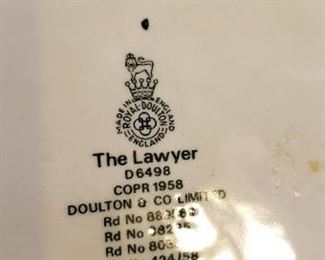 MADE IN ENGLAND
ROYAL DOULTON
ENGLAND
The Lawyer
D 6498
COPR 1958
DOULTON & CO LIMITED
Rd No
Rd No
Rd No